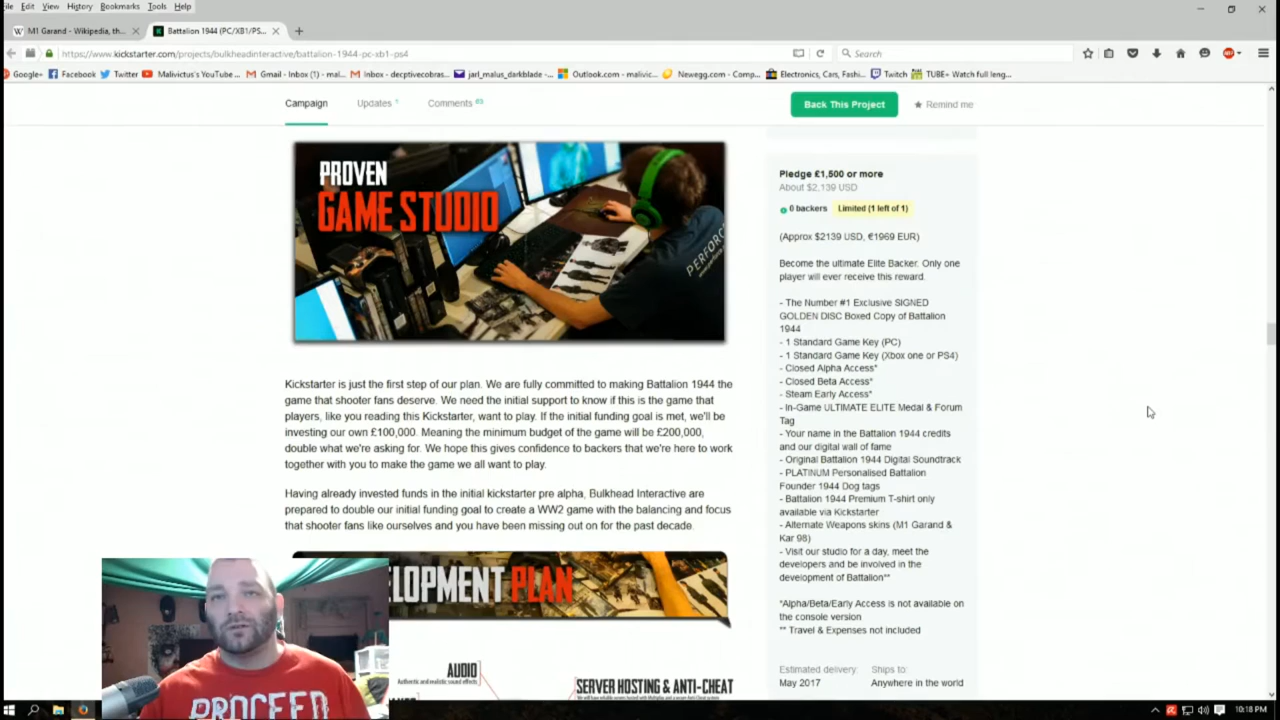 File Edit View History Bookmarks Tools Help
M1 Garand - Wikipedia, th... × Battalion 1944 (PC/XB1/PS... × +
https://www.kickstarter.com/projects/bulkheadinteractive/battalion-1944-pc-xb1-ps4 Search
Google+ Facebook Twitter Malivictus's YouTube ... Gmail - Inbox (1) - mal... Inbox - decptivecobras... jarl_malus_darkblade -... Outlook.com - malivic... Newegg.com - Comp... Electronics, Cars, Fashi... Twitch TUBE+ Watch full leng...
Campaign Updates Comments Back This Project Remind me
PROVEN
GAME STUDIO
PERFORCE
Kickstarter is just the first step of our plan. We are fully committed to making Battalion 1944 the
game that shooter fans deserve. We need the initial support to know if this is the game that
players, like you reading this Kickstarter, want to play. If the initial funding goal is met, we'll be
investing our own £100,000. Meaning the minimum budget of the game will be £200,000,
double what we're asking for. We hope this gives confidence to backers that we're here to work
together with you to make the game we all want to play.
Having already invested funds in the initial kickstarter pre alpha, Bulkhead Interactive are
prepared to double our initial funding goal to create a WW2 game with the balancing and focus
that shooter fans like ourselves and you have been missing out on for the past decade.
LOPMENT PLAN
AUDIO
Authentic and realistic sound effects
SERVER HOSTING & ANTI-CHEAT
Pledge £1,500 or more
About $2,139 USD
0 backers Limited (1 left of 1)
(Approx $2139 USD, €1969 EUR)
Become the ultimate Elite Backer. Only one
player will ever receive this reward.
- The Number #1 Exclusive SIGNED
GOLDEN DISC Boxed Copy of Battalion
1944
- 1 Standard Game Key (PC)
- 1 Standard Game Key (Xbox one or PS4)
- Closed Alpha Access*
- Closed Beta Access*
- Steam Early Access*
- In-Game ULTIMATE ELITE Medal & Forum
Tag
- Your name in the Battalion 1944 credits
and our digital wall of fame
- Original Battalion 1944 Digital Soundtrack
- PLATINUM Personalised Battalion
Founder 1944 Dog tags
- Battalion 1944 Premium T-shirt only
available via Kickstarter
- Alternate Weapons skins (M1 Garand &
Kar 98)
- Visit our studio for a day, meet the
developers and be involved in the
development of Battalion**
*Alpha/Beta/Early Access is not available on
the console version
** Travel & Expenses not included
Estimated delivery: Ships to:
May 2017 Anywhere in the world
PROCEED
10:18 PM